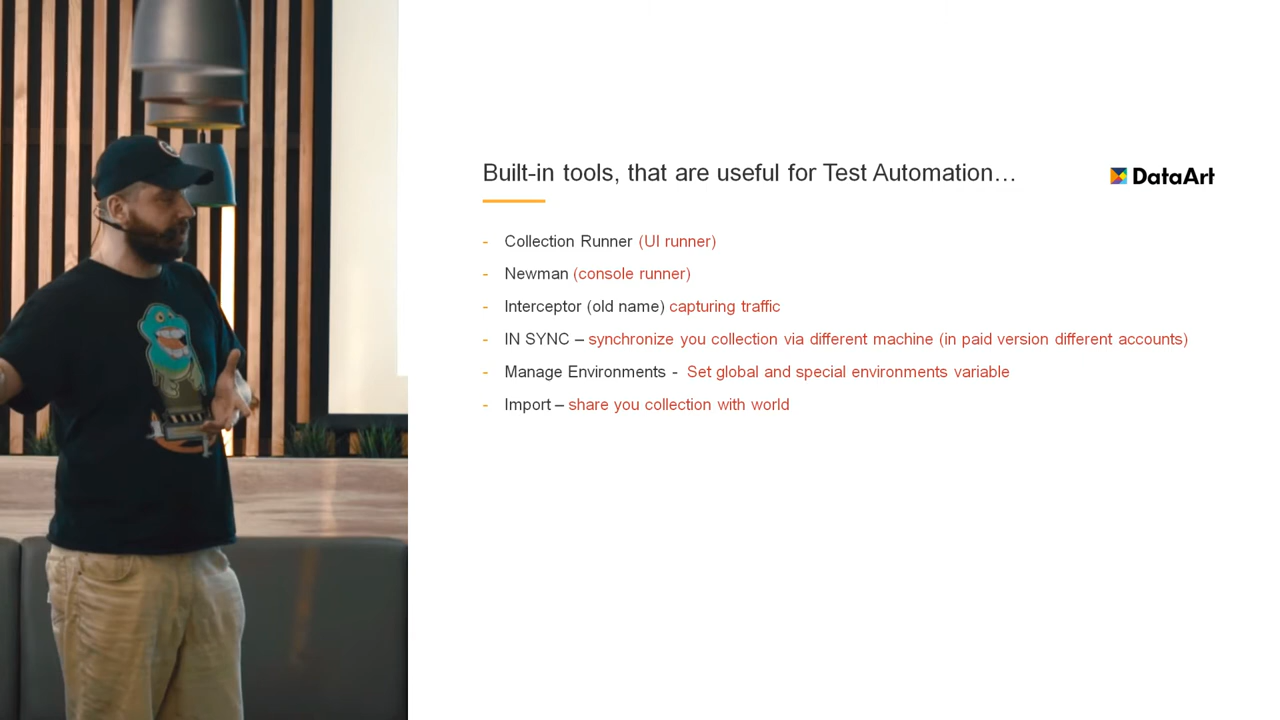 Built-in tools, that are useful for Test Automation…
DataArt
- Collection Runner (UI runner)
- Newman (console runner)
- Interceptor (old name) capturing traffic
- IN SYNC – synchronize you collection via different machine (in paid version different accounts)
- Manage Environments - Set global and special environments variable
- Import – share you collection with world